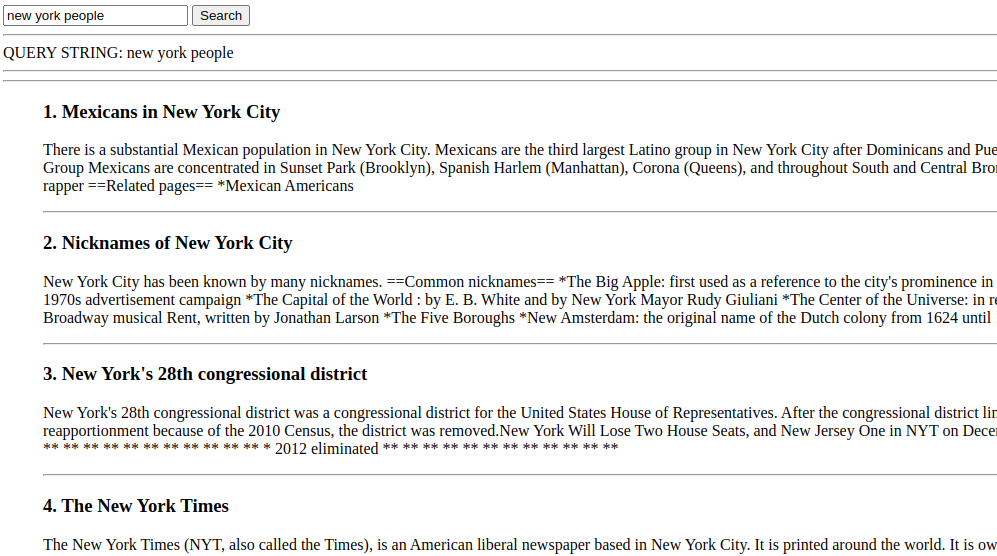 new york people Search
QUERY STRING: new york people
1. Mexicans in New York City
There is a substantial Mexican population in New York City. Mexicans are the third largest Latino group in New York City after Dominicans and
Group Mexicans are concentrated in Sunset Park (Brooklyn), Spanish Harlem (Manhattan), Corona (Queens), and throughout South and Central
rapper ==Related pages== *Mexican Americans
2. Nicknames of New York City
New York City has been known by many nicknames. ==Common nicknames== *The Big Apple: first used as a reference to the city's prominence in
1970s advertisement campaign *The Capital of the World : by E. B. White and by New York Mayor Rudy Giuliani *The Center of the Universe: in
Broadway musical Rent, written by Jonathan Larson *The Five Boroughs *New Amsterdam: the original name of the Dutch colony from 1624 until
3. New York's 28th congressional district
New York's 28th congressional district was a congressional district for the United States House of Representatives. After the congressional district
reapportionment because of the 2010 Census, the district was removed.New York Will Lose Two House Seats, and New Jersey One in NYT on
** ** ** ** ** ** ** ** ** ** ** * 2012 eliminated ** ** ** ** ** ** ** ** ** ** ** **
4. The New York Times
The New York Times (NYT, also called the Times), is an American liberal newspaper based in New York City. It is printed around the world. It is